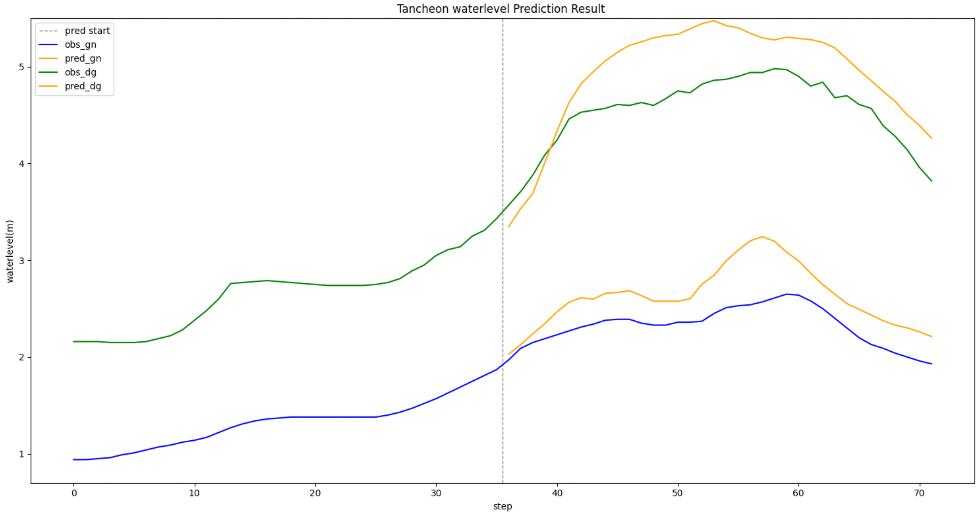 Tancheon waterlevel Prediction Result
pred start
obs_gn
pred_gn
obs_dg
pred_dg
waterlevel(m)
5
4
3
2
1
0 10 20 30 40 50 60 70
step